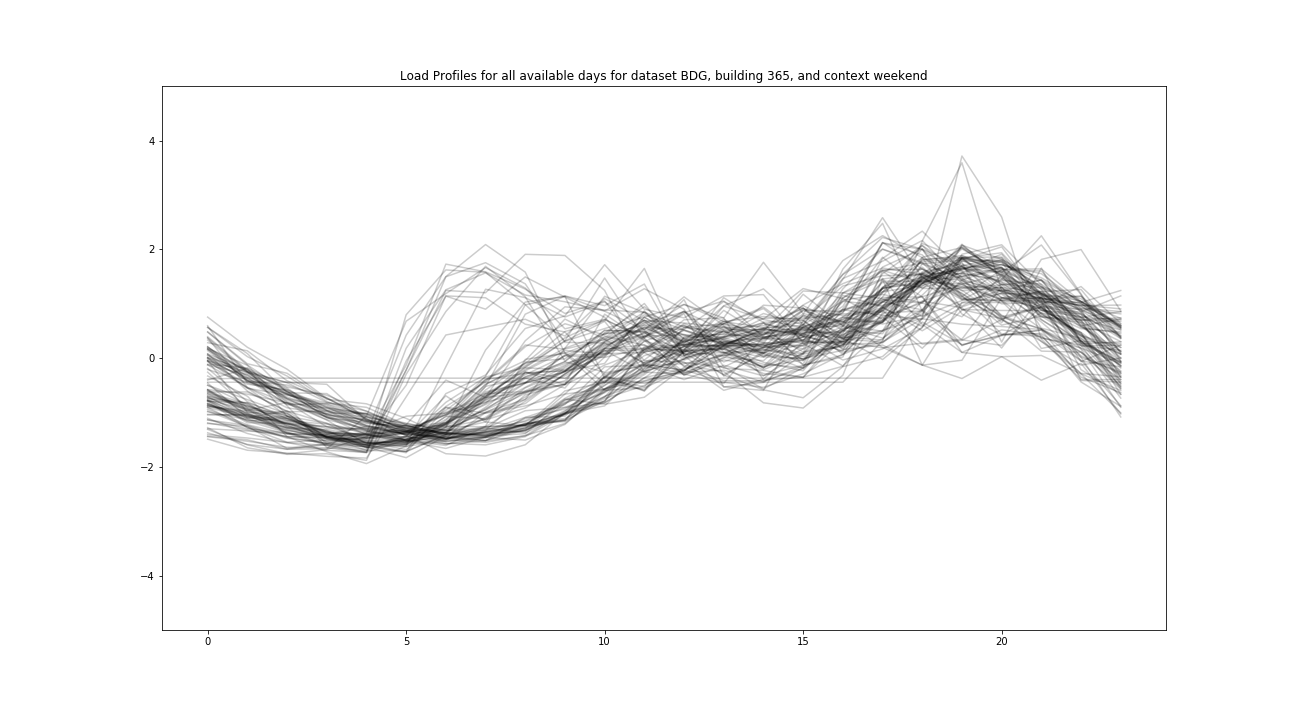 Load Profiles for all available days for dataset BDG, building 365, and context weekend
4
2
0
−2
−4
0 5 10 15 20